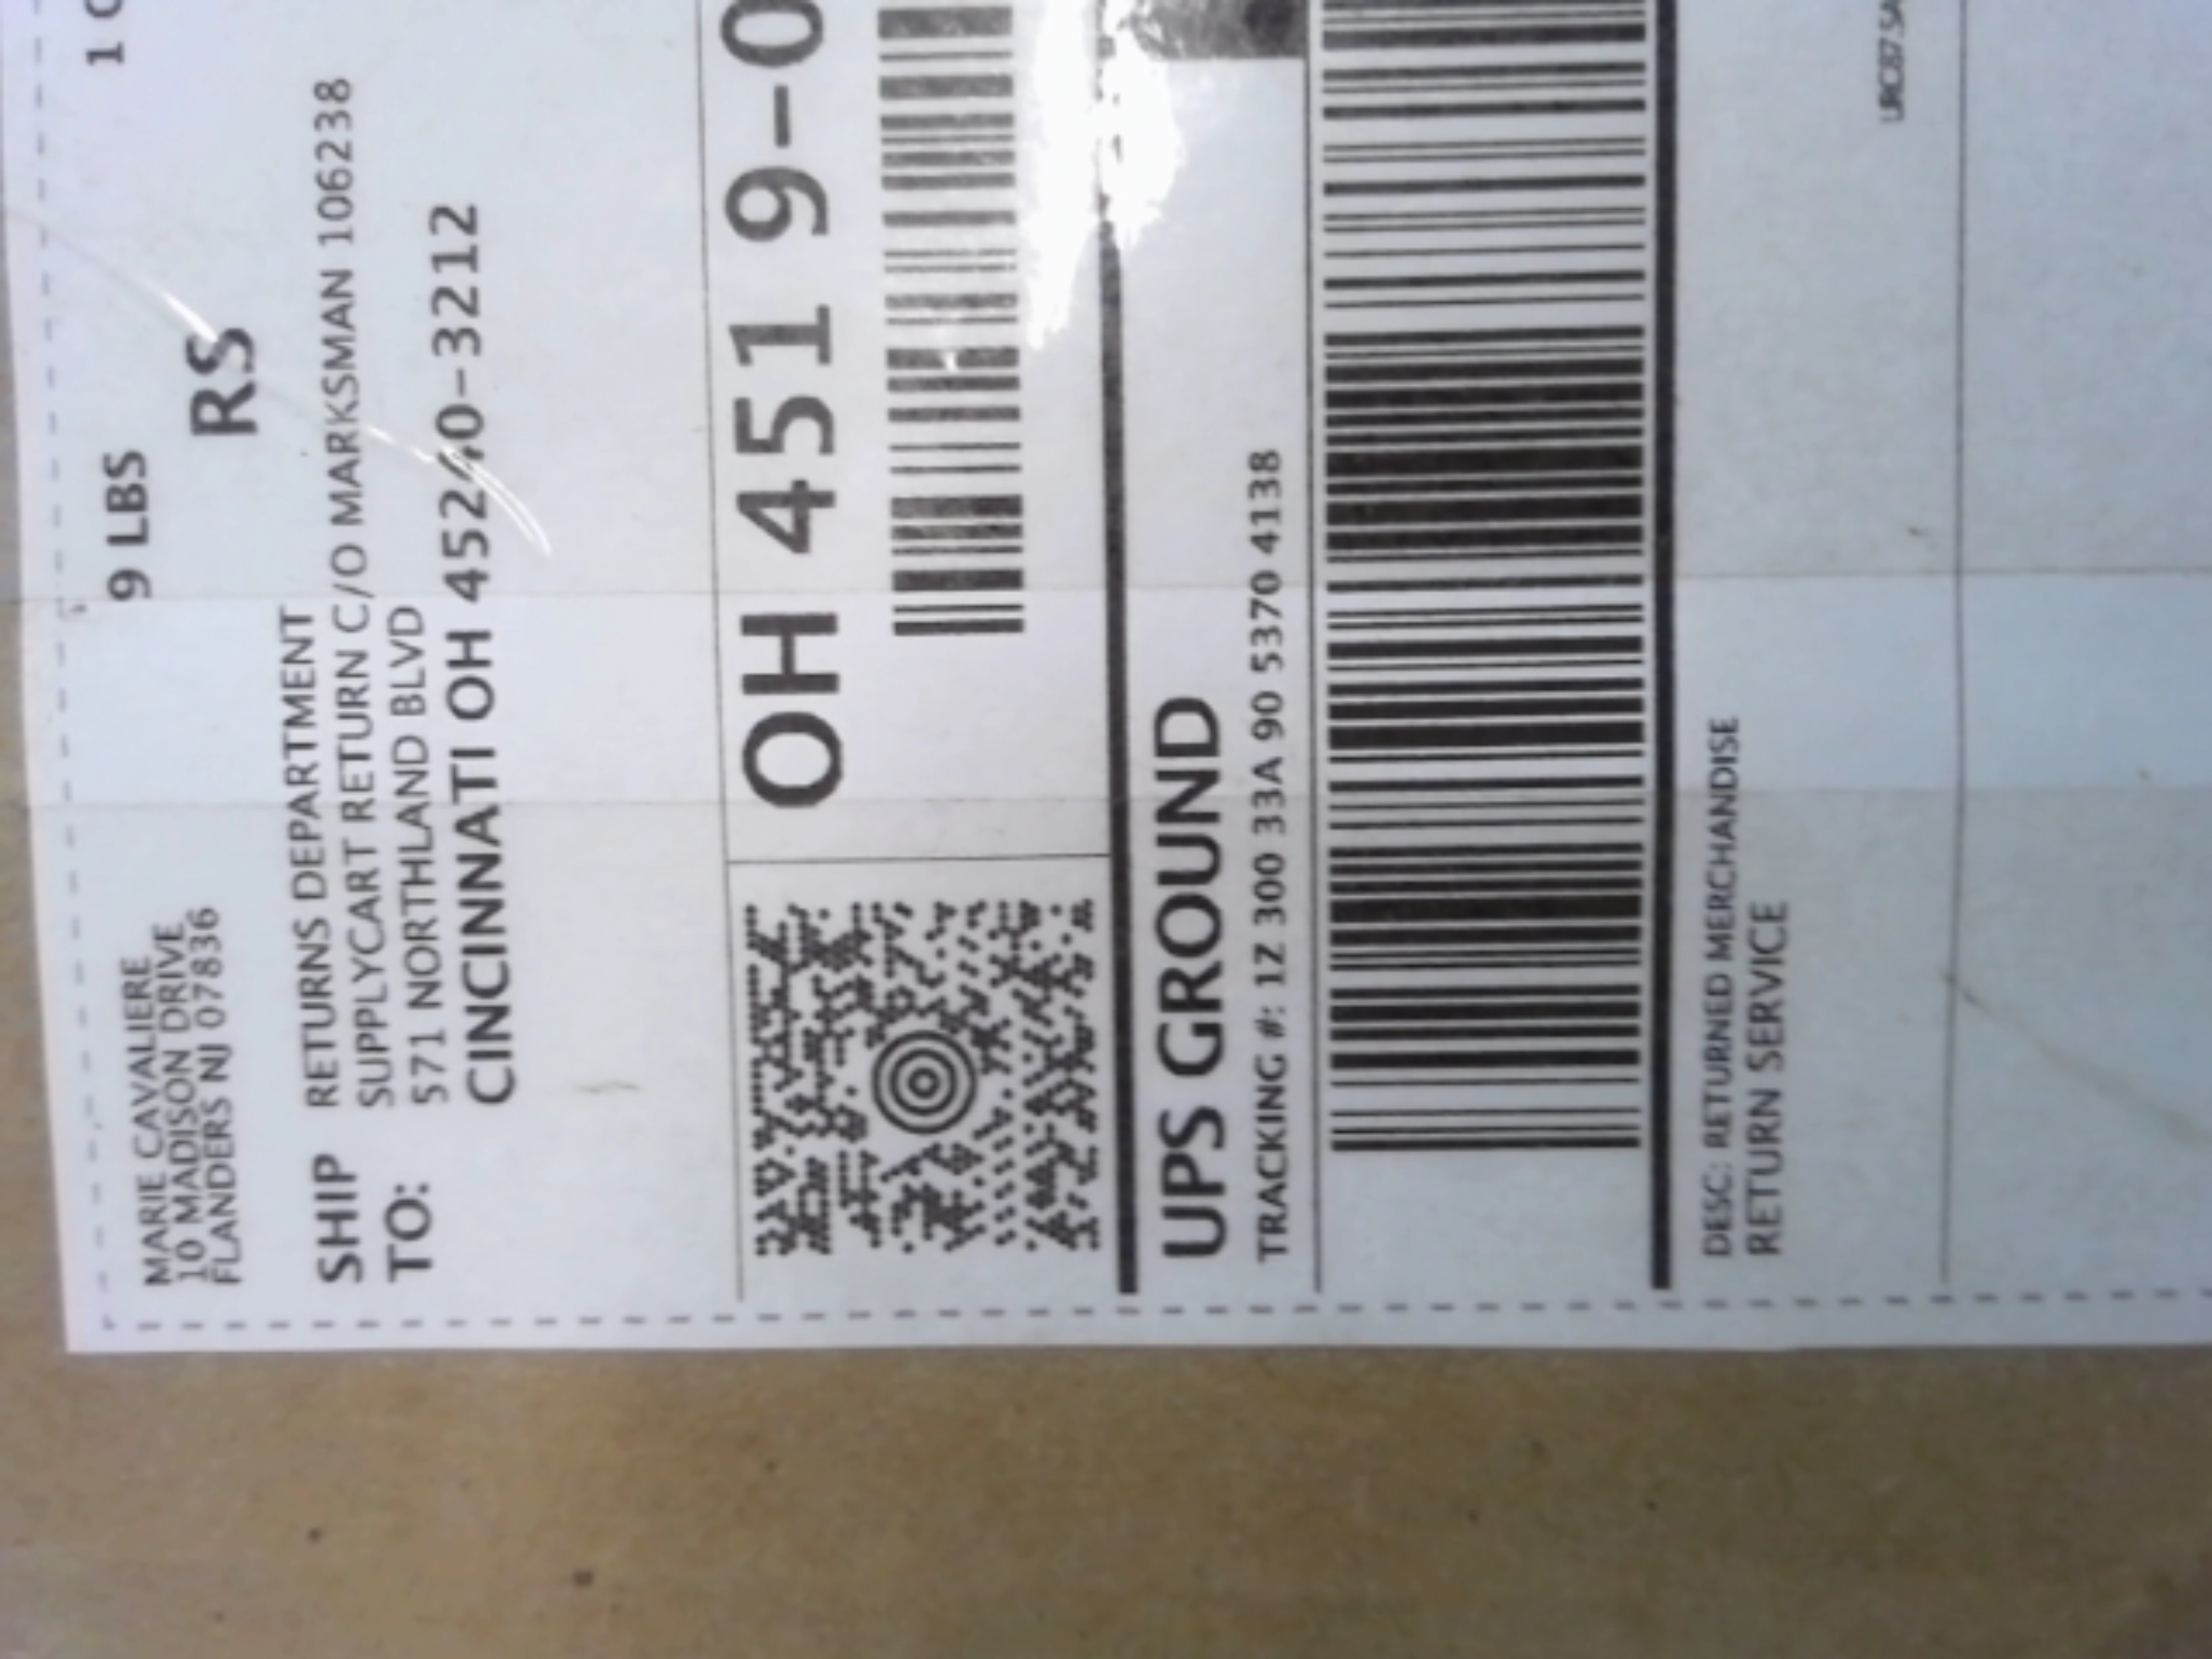 MARIE CAVALIERE
10 MADISON DRIVE
FLANDERS NJ 07836
9 LBS
1
RS
SHIP TO:
RETURNS DEPARTMENT
SUPPLYCART RETURN C/O MARKSMAN 106238
571 NORTHLAND BLVD
CINCINNATI OH 45240-3212
OH 451 9-0
UPS GROUND
TRACKING #: 1Z 300 33A 90 5370 4138
DESC: RETURNED MERCHANDISE
RETURN SERVICE